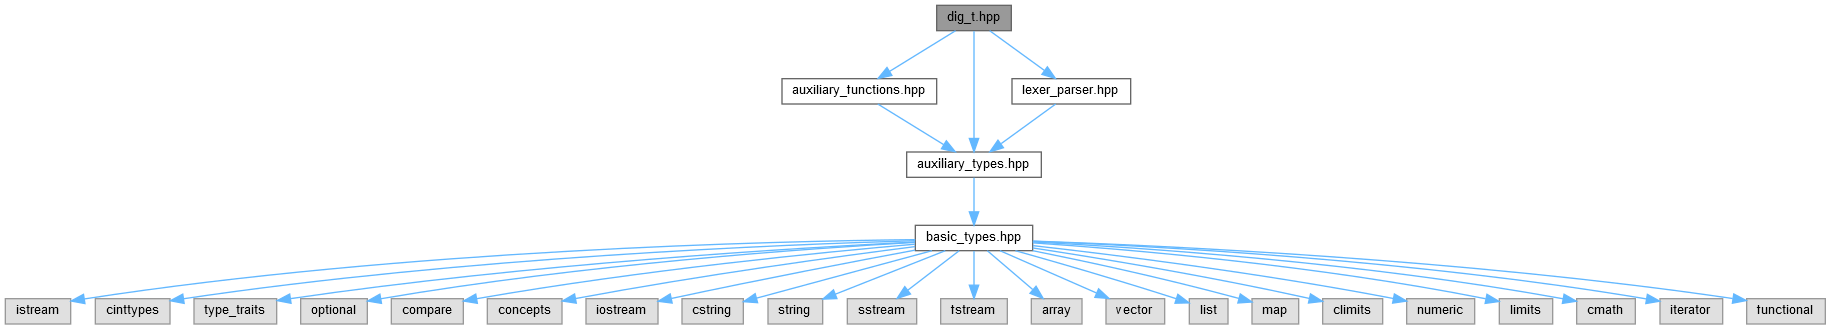 dig_t.hpp
auxiliary_functions.hpp
lexer_parser.hpp
auxiliary_types.hpp
basic_types.hpp
istream
cinttypes
type_traits
optional
compare
concepts
iostream
cstring
string
sstream
fstream
array
vector
list
map
climits
numeric
limits
cmath
iterator
functional